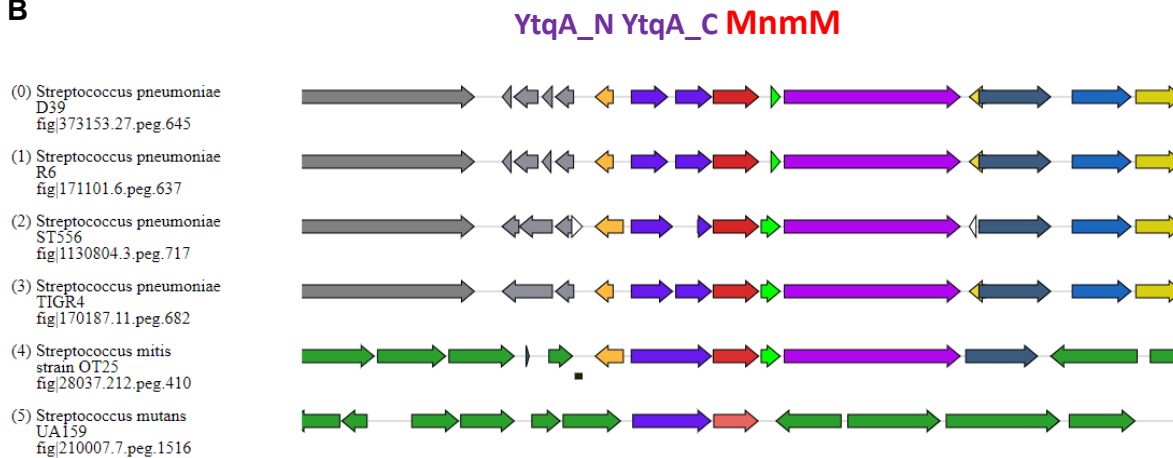 B
YtqA_N YtqA_C MnmM
(0) Streptococcus pneumoniae
D39
fig|373153.27.peg.645
(1) Streptococcus pneumoniae
R6
fig|171101.6.peg.637
(2) Streptococcus pneumoniae
ST556
fig|1130804.3.peg.717
(3) Streptococcus pneumoniae
TIGR4
fig|170187.11.peg.682
(4) Streptococcus mitis
strain OT25
fig|28037.212.peg.410
(5) Streptococcus mutans
UA159
fig|210007.7.peg.1516